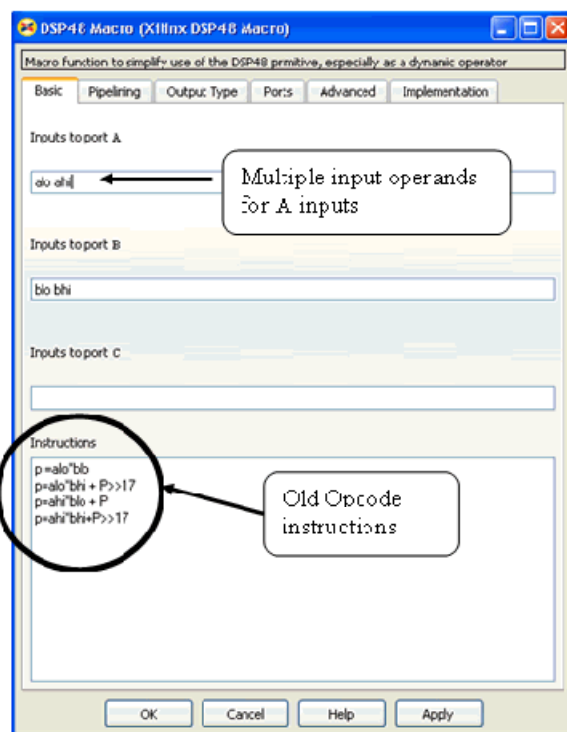 DSP48 Macro (Xilinx DSP48 Macro)
Macro function to simplify use of the DSP48 prmitive, especially as a dynamic operator
Basic Pipelining Output Type Ports Advanced Implementation
Inputs to port A
alo ahi
Multiple input operands
for A inputs
Inputs to port B
blo bhi
Inputs to port C
Instructions
p=alo*blo
p=alo*bhi + P>>17
p=ahi*blo + P
p=ahi*bhi+P>>17
Old Opcode
instructions
OK Cancel Help Apply